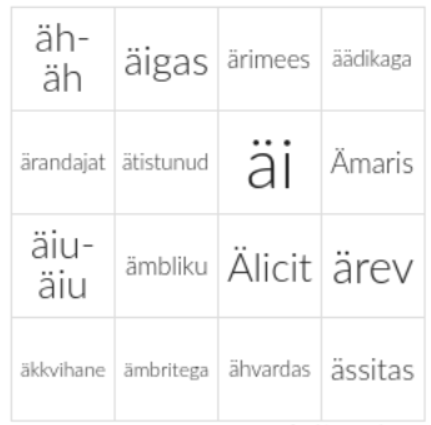 äh-
äh
äigas
ärimees
äädikaga
ärandajat
ätistunud
äi
Ämaris
äiu-
äiu
ämbliku
Älicit
ärev
äkkvihane
ämbritega
ähvardas
ässitas